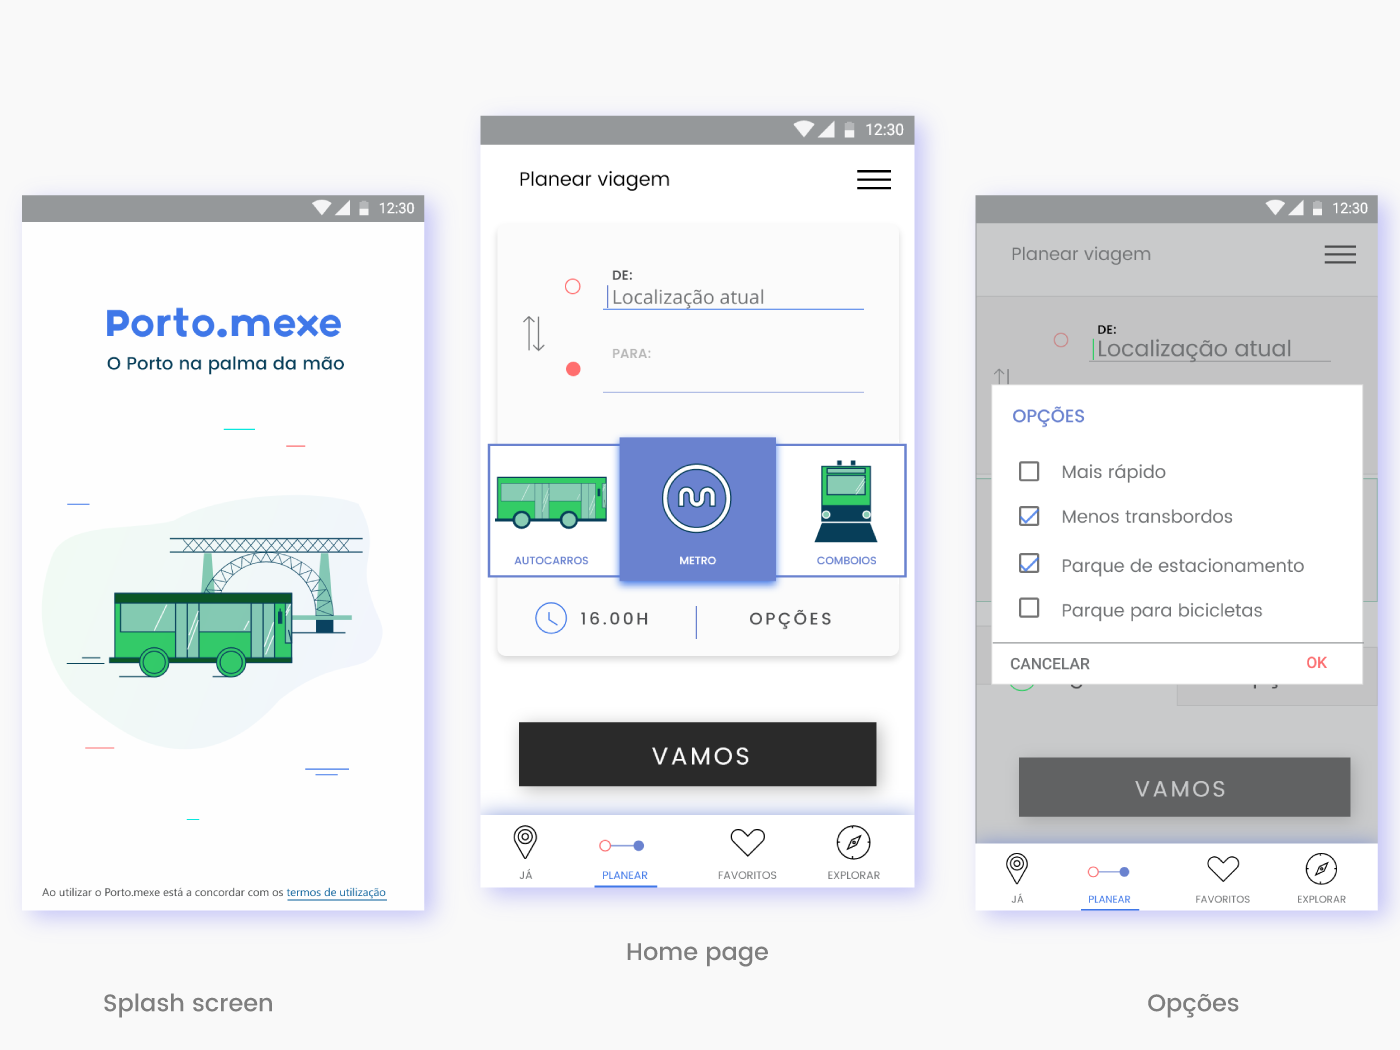 12:30
Porto.mexe
O Porto na palma da mão
Ao utilizar o Porto.mexe está a concordar com os termos de utilização
Splash screen
12:30
Planear viagem
DE:
Localização atual
PARA:
AUTOCARROS
METRO
COMBOIOS
16.00H
OPÇÕES
VAMOS
JÁ
PLANEAR
FAVORITOS
EXPLORAR
Home page
12:30
Planear viagem
DE:
Localização atual
OPÇÕES
Mais rápido
Menos transbordos
Parque de estacionamento
Parque para bicicletas
CANCELAR
OK
VAMOS
JÁ
PLANEAR
FAVORITOS
EXPLORAR
Opções